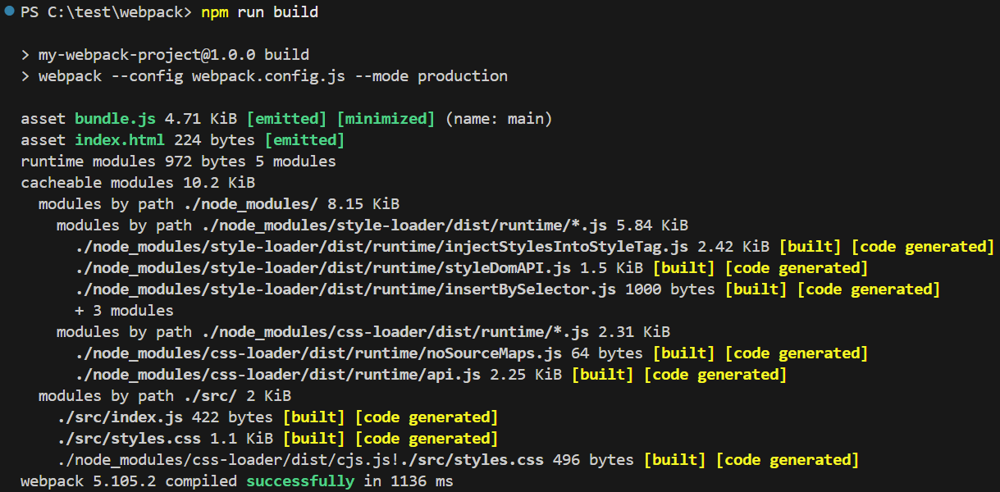 PS C:\test\webpack> npm run build
> my-webpack-project@1.0.0 build
> webpack --config webpack.config.js --mode production
asset bundle.js 4.71 KiB [emitted] [minimized] (name: main)
asset index.html 224 bytes [emitted]
runtime modules 972 bytes 5 modules
cacheable modules 10.2 KiB
  modules by path ./node_modules/ 8.15 KiB
    modules by path ./node_modules/style-loader/dist/runtime/*.js 5.84 KiB
      ./node_modules/style-loader/dist/runtime/injectStylesIntoStyleTag.js 2.42 KiB [built] [code generated]
      ./node_modules/style-loader/dist/runtime/styleDomAPI.js 1.5 KiB [built] [code generated]
      ./node_modules/style-loader/dist/runtime/insertBySelector.js 1000 bytes [built] [code generated]
      + 3 modules
    modules by path ./node_modules/css-loader/dist/runtime/*.js 2.31 KiB
      ./node_modules/css-loader/dist/runtime/noSourceMaps.js 64 bytes [built] [code generated]
      ./node_modules/css-loader/dist/runtime/api.js 2.25 KiB [built] [code generated]
  modules by path ./src/ 2 KiB
    ./src/index.js 422 bytes [built] [code generated]
    ./src/styles.css 1.1 KiB [built] [code generated]
    ./node_modules/css-loader/dist/cjs.js!./src/styles.css 496 bytes [built] [code generated]
webpack 5.105.2 compiled successfully in 1136 ms